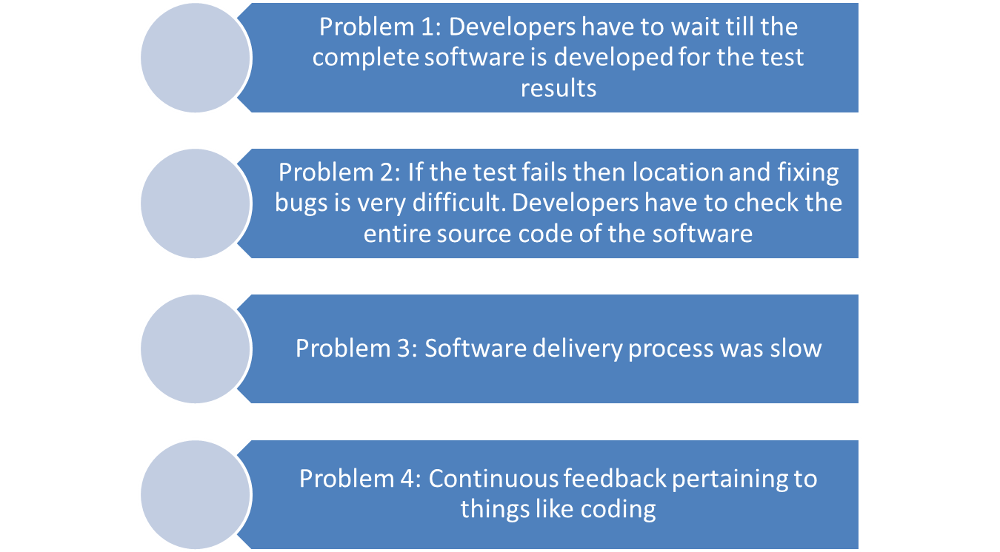 Problem 1: Developers have to wait till the
complete software is developed for the test
results
Problem 2: If the test fails then location and fixing
bugs is very difficult. Developers have to check the
entire source code of the software
Problem 3: Software delivery process was slow
Problem 4: Continuous feedback pertaining to
things like coding